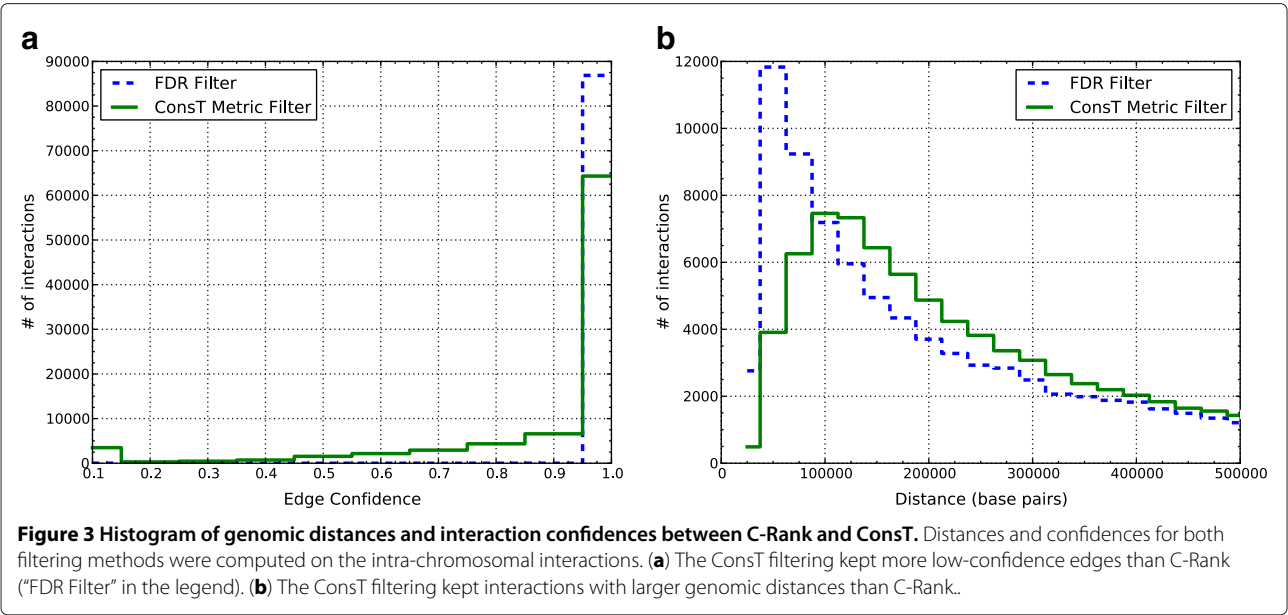 a
90000
80000
70000
60000
50000
40000
30000
20000
10000
0
# of interactions
FDR Filter
ConsT Metric Filter
0.1 0.2 0.3 0.4 0.5 0.6 0.7 0.8 0.9 1.0
Edge Confidence
b
12000
10000
8000
6000
4000
2000
0
# of interactions
FDR Filter
ConsT Metric Filter
0 100000 200000 300000 400000 500000
Distance (base pairs)
Figure 3 Histogram of genomic distances and interaction confidences between C-Rank and ConsT. Distances and confidences for both
filtering methods were computed on the intra-chromosomal interactions. (a) The ConsT filtering kept more low-confidence edges than C-Rank
(“FDR Filter” in the legend). (b) The ConsT filtering kept interactions with larger genomic distances than C-Rank..